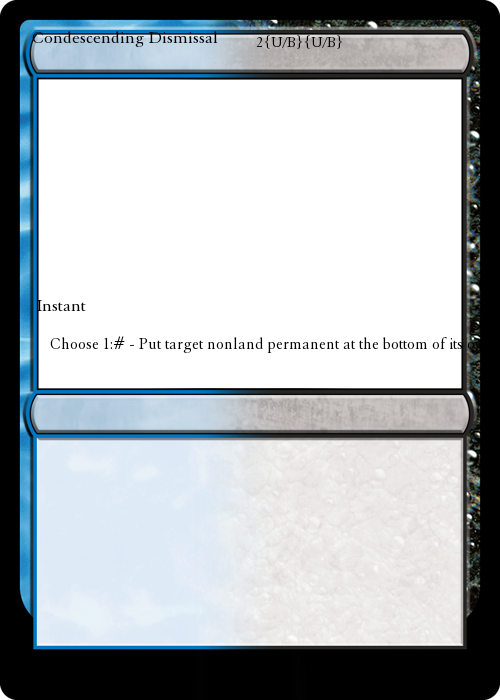 Condescending Dismissal
2{U/B}{U/B}
Instant
Choose 1:# - Put target nonland permanent at the bottom of its